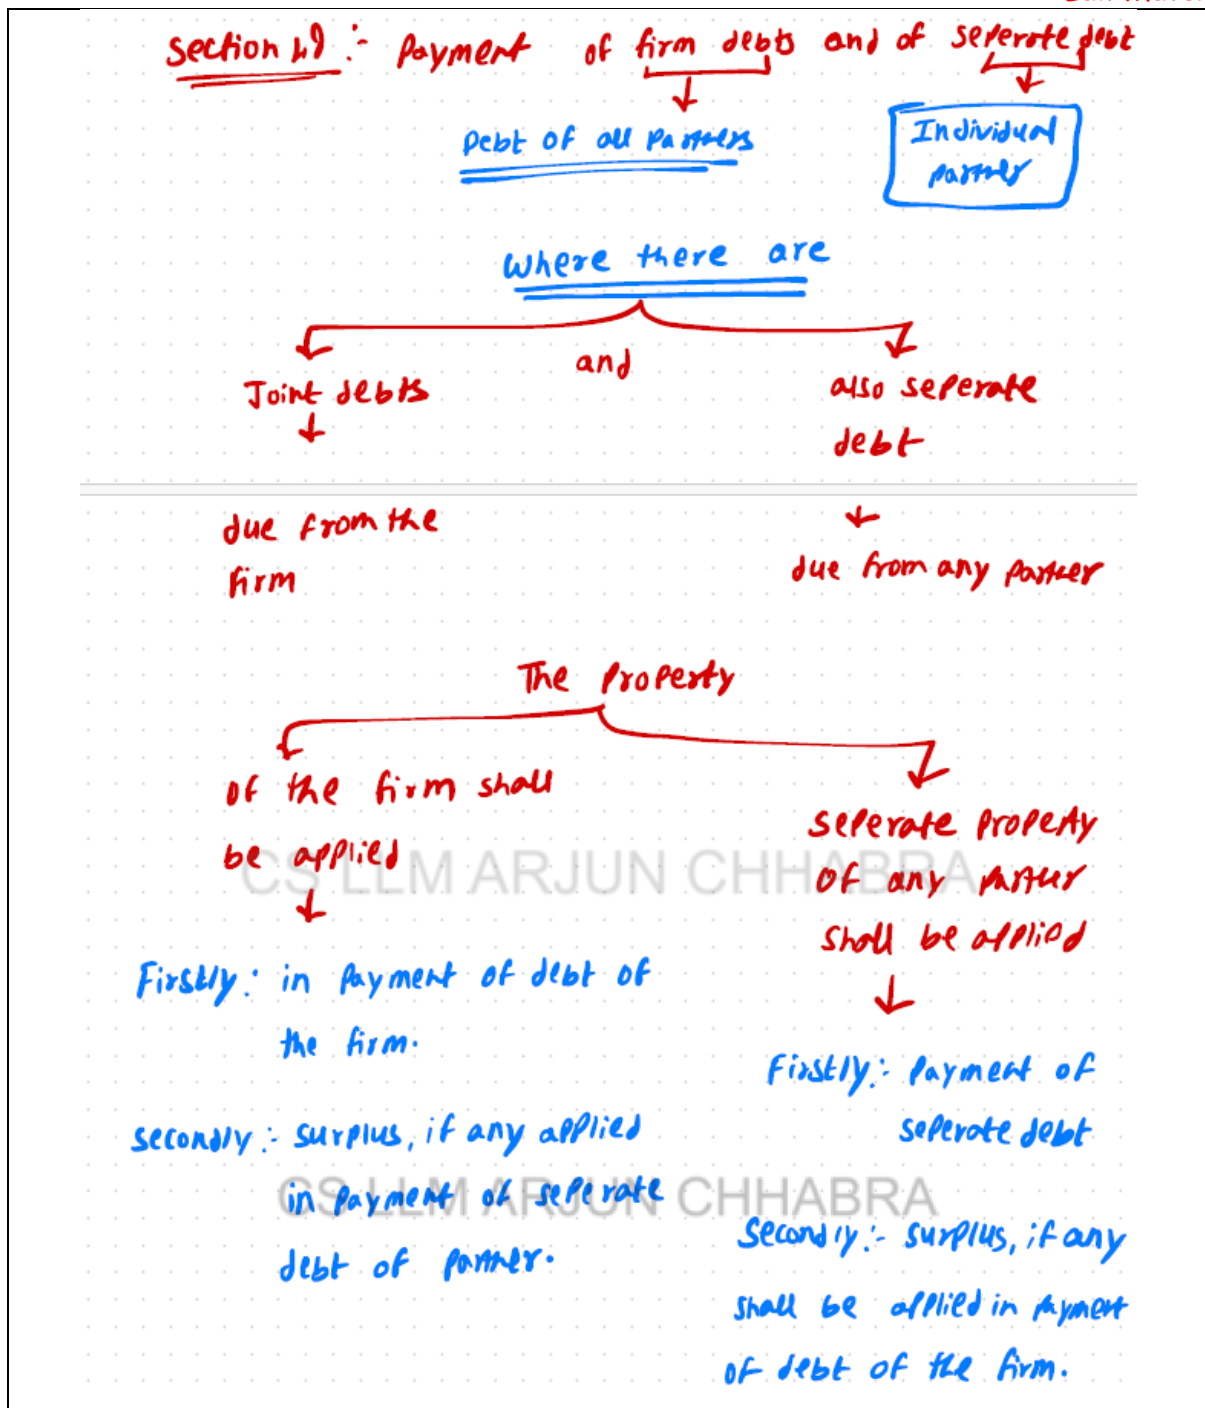 Section 49 :- Payment of firm debts and of seperate debt
Debt of all Partners
Individual
partner
Where there are
and
Joint debts
also seperate
debt
due from the
firm
due from any partner
The Property
of the firm shall
be applied
seperate property
of any partner
shall be applied
CS LLM ARJUN CHHABRA
Firstly: in payment of debt of
the firm.
Firstly:- payment of
seperate debt
secondly:- surplus, if any applied
in payment of seperate
debt of partner.
CS LLM ARJUN CHHABRA
Secondly:- surplus, if any
shall be applied in payment
of debt of the firm.